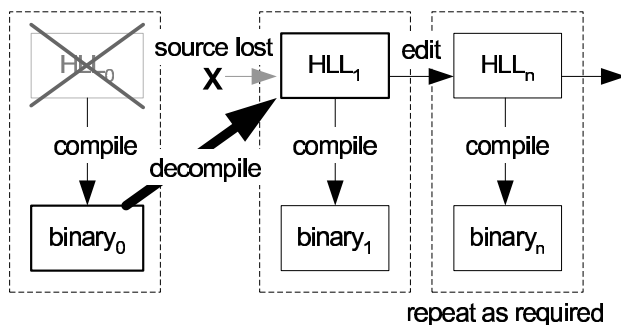 source lost
edit
HLL₀
X
HLL₁
HLLₙ
compile
decompile
compile
compile
binary₀
binary₁
binaryₙ
repeat as required